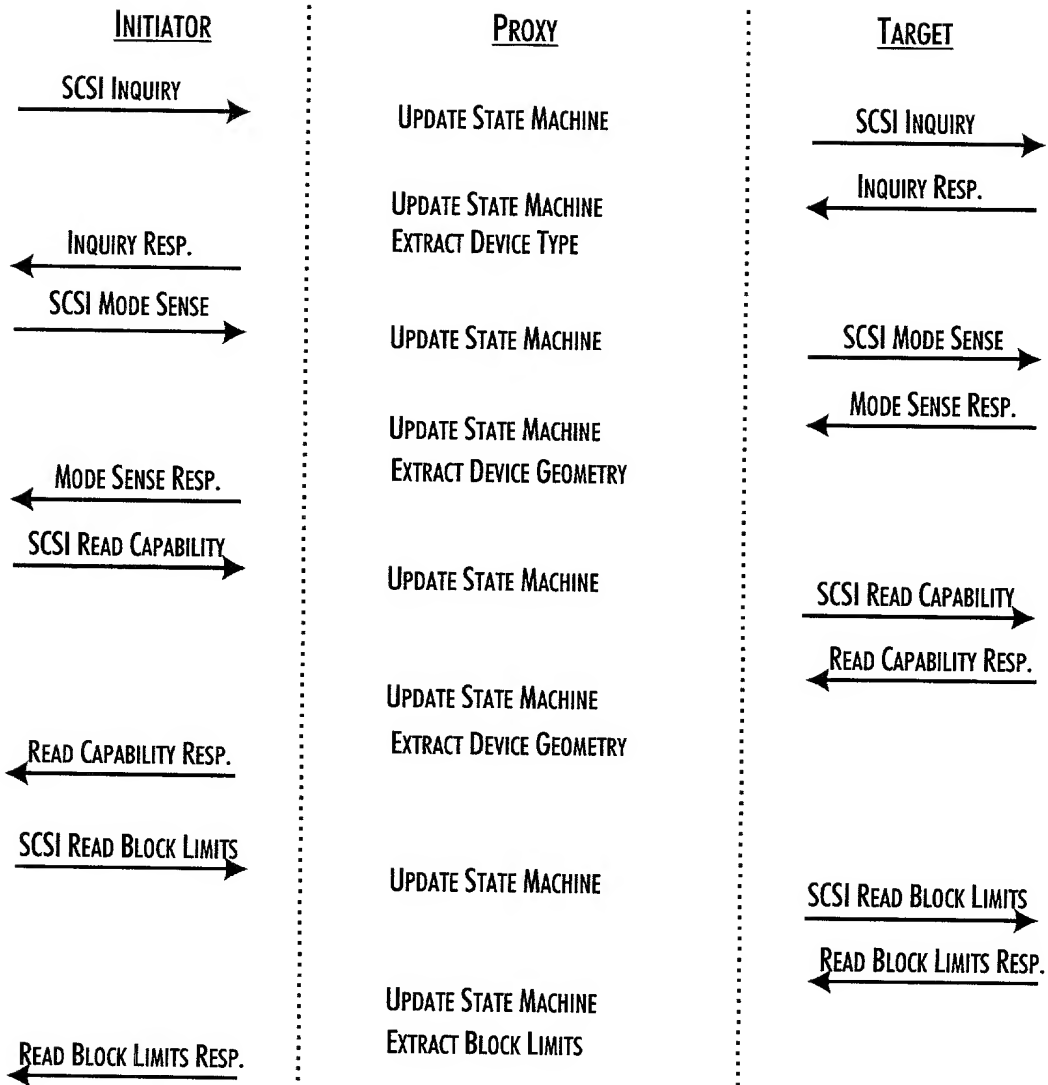 INITIATOR
PROXY
TARGET
SCSI INQUIRY
UPDATE STATE MACHINE
SCSI INQUIRY
INQUIRY RESP.
UPDATE STATE MACHINE
EXTRACT DEVICE TYPE
INQUIRY RESP.
SCSI MODE SENSE
UPDATE STATE MACHINE
SCSI MODE SENSE
MODE SENSE RESP.
UPDATE STATE MACHINE
EXTRACT DEVICE GEOMETRY
MODE SENSE RESP.
SCSI READ CAPABILITY
UPDATE STATE MACHINE
SCSI READ CAPABILITY
READ CAPABILITY RESP.
UPDATE STATE MACHINE
EXTRACT DEVICE GEOMETRY
READ CAPABILITY RESP.
SCSI READ BLOCK LIMITS
UPDATE STATE MACHINE
SCSI READ BLOCK LIMITS
READ BLOCK LIMITS RESP.
UPDATE STATE MACHINE
EXTRACT BLOCK LIMITS
READ BLOCK LIMITS RESP.